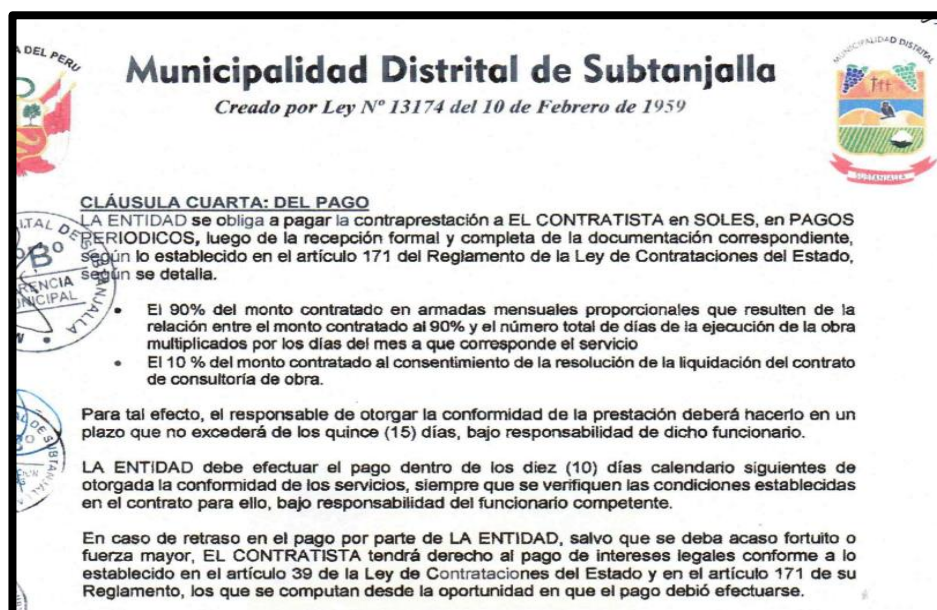 A DEL PERU
Municipalidad Distrital de Subtanjalla
Creado por Ley Nº 13174 del 10 de Febrero de 1959
MUNICIPALIDAD DISTRITAL
SUBTANJALLA
CLÁUSULA CUARTA: DEL PAGO
LA ENTIDAD se obliga a pagar la contraprestación a EL CONTRATISTA en SOLES, en PAGOS
PERIODICOS, luego de la recepción formal y completa de la documentación correspondiente,
según lo establecido en el artículo 171 del Reglamento de la Ley de Contrataciones del Estado,
según se detalla.
• El 90% del monto contratado en armadas mensuales proporcionales que resulten de la
relación entre el monto contratado al 90% y el número total de días de la ejecución de la obra
multiplicados por los días del mes a que corresponde el servicio
• El 10 % del monto contratado al consentimiento de la resolución de la liquidación del contrato
de consultoría de obra.
Para tal efecto, el responsable de otorgar la conformidad de la prestación deberá hacerlo en un
plazo que no excederá de los quince (15) días, bajo responsabilidad de dicho funcionario.
LA ENTIDAD debe efectuar el pago dentro de los diez (10) días calendario siguientes de
otorgada la conformidad de los servicios, siempre que se verifiquen las condiciones establecidas
en el contrato para ello, bajo responsabilidad del funcionario competente.
En caso de retraso en el pago por parte de LA ENTIDAD, salvo que se deba acaso fortuito o
fuerza mayor, EL CONTRATISTA tendrá derecho al pago de intereses legales conforme a lo
establecido en el artículo 39 de la Ley de Contrataciones del Estado y en el artículo 171 de su
Reglamento, los que se computan desde la oportunidad en que el pago debió efectuarse.